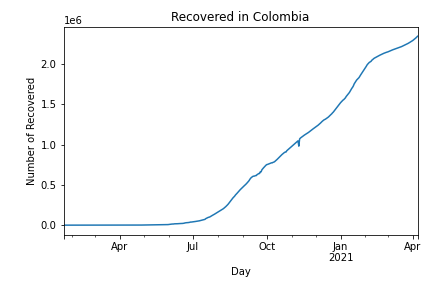 Recovered in Colombia
1e6
2.0
1.5
1.0
0.5
0.0
Number of Recovered
Apr
Jul
Oct
Jan
2021
Apr
Day